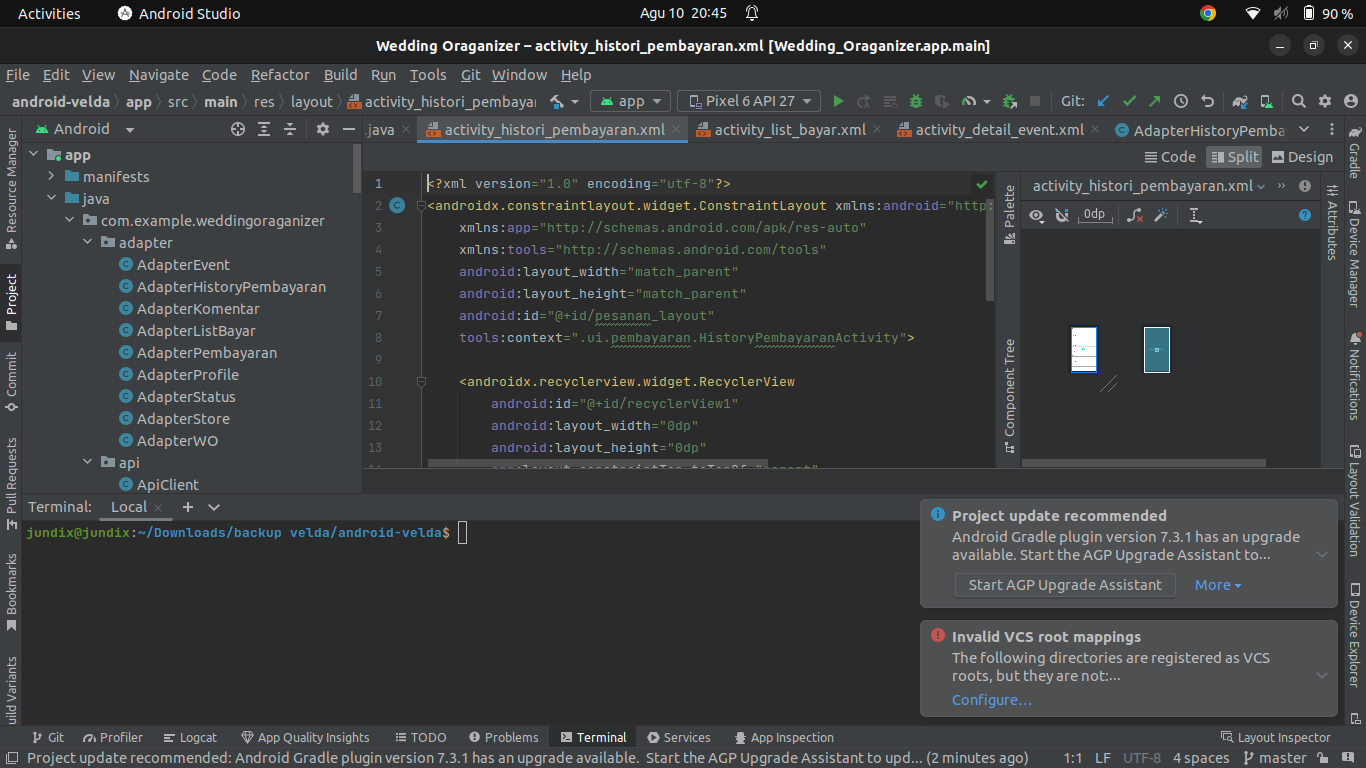 Activities
Android Studio
Agu 10 20:45
90 %
Wedding Oraganizer – activity_histori_pembayaran.xml [Wedding_Oraganizer.app.main]
File Edit View Navigate Code Refactor Build Run Tools Git Window Help
android-velda app src main res layout activity_histori_pembayar app Pixel 6 API 27 Git:
Android
.java activity_histori_pembayaran.xml activity_list_bayar.xml activity_detail_event.xml AdapterHistoryPemba
Code Split Design
Resource Manager
Project
Commit
Pull Requests
Bookmarks
uild Variants
app
manifests
java
com.example.weddingoraganizer
adapter
AdapterEvent
AdapterHistoryPembayaran
AdapterKomentar
AdapterListBayar
AdapterPembayaran
AdapterProfile
AdapterStatus
AdapterStore
AdapterWO
api
ApiClient
1 <?xml version="1.0" encoding="utf-8"?>
2 <androidx.constraintlayout.widget.ConstraintLayout xmlns:android="http:
3 xmlns:app="http://schemas.android.com/apk/res-auto"
4 xmlns:tools="http://schemas.android.com/tools"
5 android:layout_width="match_parent"
6 android:layout_height="match_parent"
7 android:id="@+id/pesanan_layout"
8 tools:context=".ui.pembayaran.HistoryPembayaranActivity">
9
10 <androidx.recyclerview.widget.RecyclerView
11 android:id="@+id/recyclerView1"
12 android:layout_width="0dp"
13 android:layout_height="0dp"
Palette
Component Tree
activity_histori_pembayaran.xml
0dp
Attributes
Gradle
Device Manager
Notifications
Layout Validation
Device Explorer
Terminal: Local
jundix@jundix:~/Downloads/backup velda/android-velda$
Project update recommended
Android Gradle plugin version 7.3.1 has an upgrade
available. Start the AGP Upgrade Assistant to...
Start AGP Upgrade Assistant More
Invalid VCS root mappings
The following directories are registered as VCS
roots, but they are not:...
Configure...
Git Profiler Logcat App Quality Insights TODO Problems Terminal Services App Inspection Layout Inspector
Project update recommended: Android Gradle plugin version 7.3.1 has an upgrade available. Start the AGP Upgrade Assistant to upd... (2 minutes ago) 1:1 LF UTF-8 4 spaces master